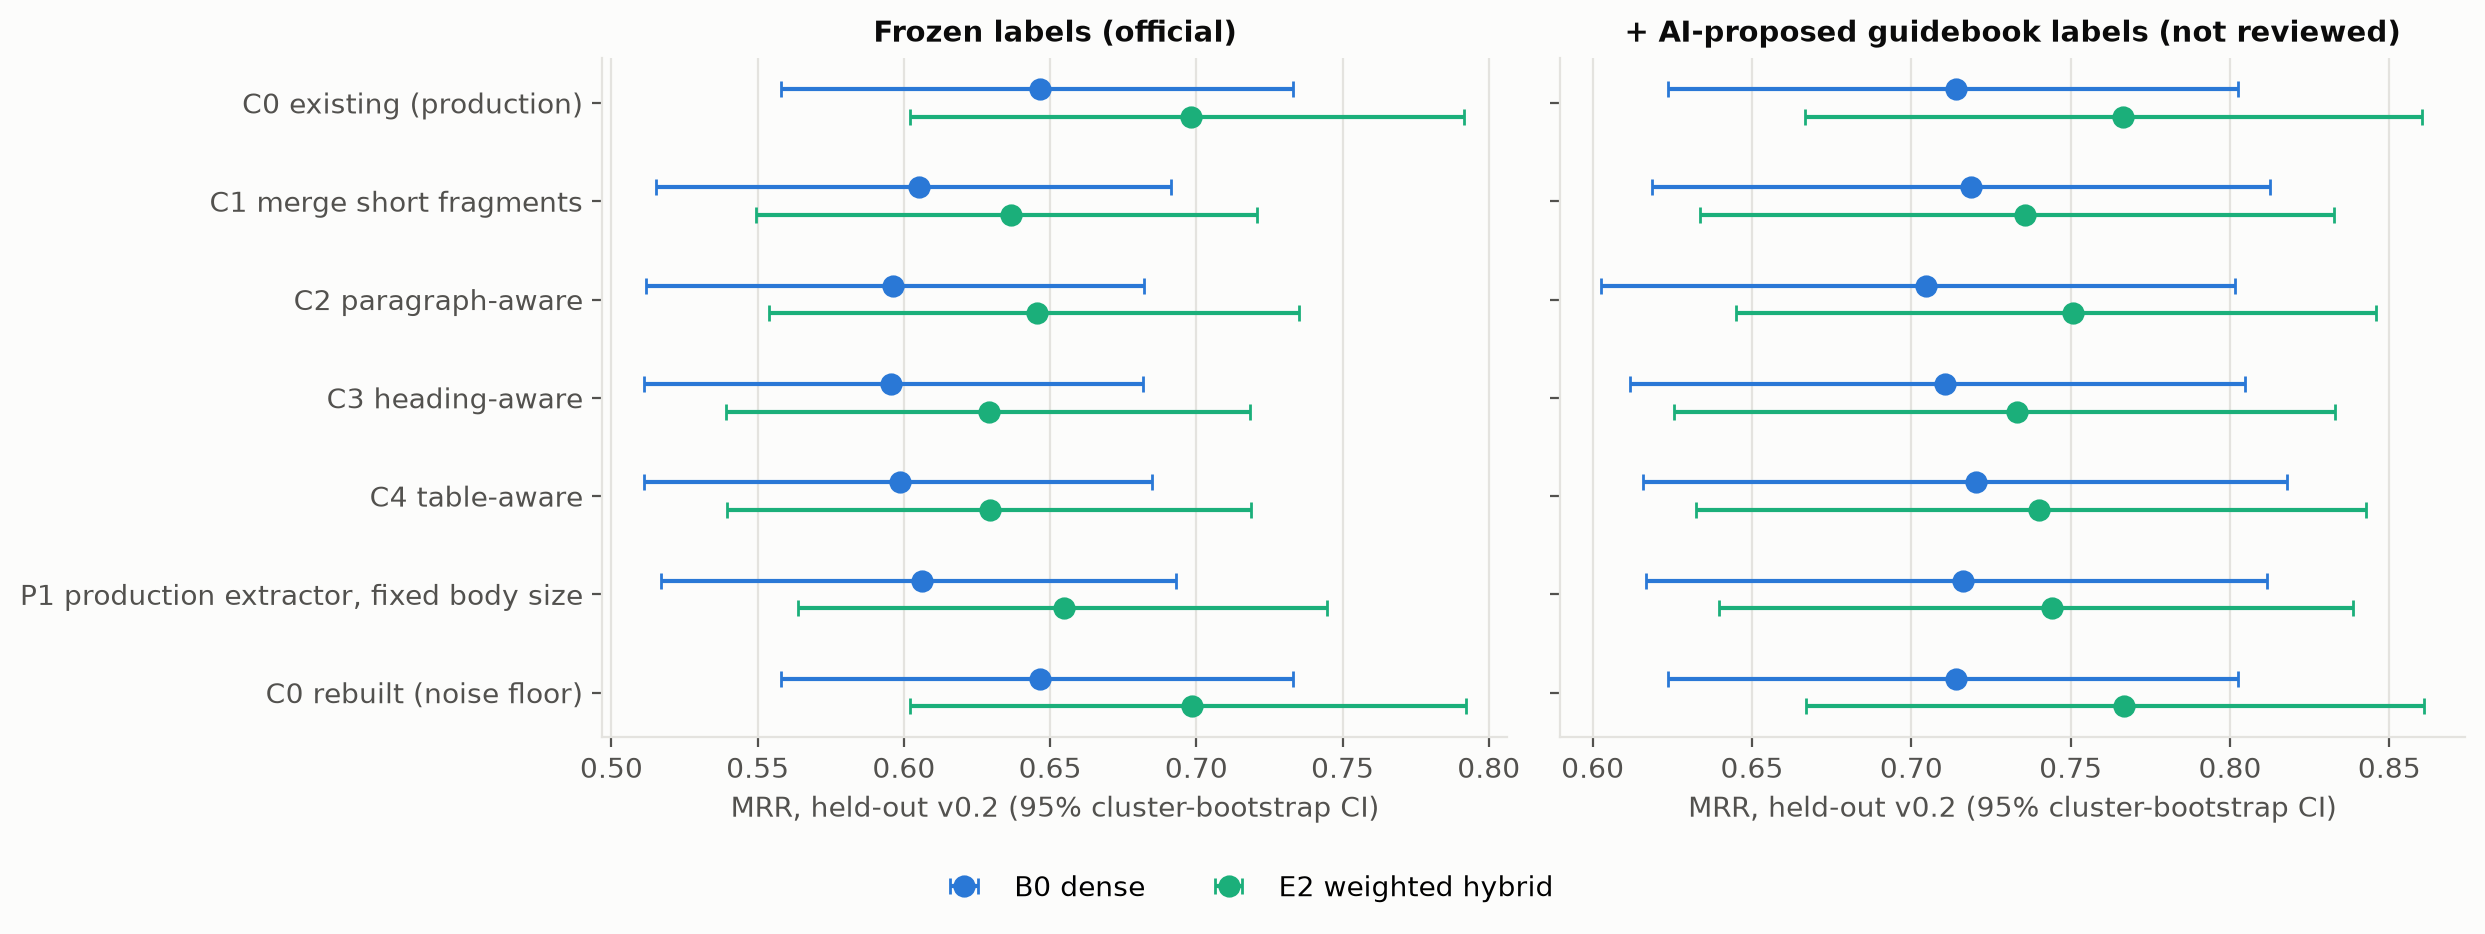 Frozen labels (official)
+ AI-proposed guidebook labels (not reviewed)
C0 existing (production)
C1 merge short fragments
C2 paragraph-aware
C3 heading-aware
C4 table-aware
P1 production extractor, fixed body size
C0 rebuilt (noise floor)
0.50 0.55 0.60 0.65 0.70 0.75 0.80
0.60 0.65 0.70 0.75 0.80 0.85
MRR, held-out v0.2 (95% cluster-bootstrap CI)
MRR, held-out v0.2 (95% cluster-bootstrap CI)
B0 dense
E2 weighted hybrid